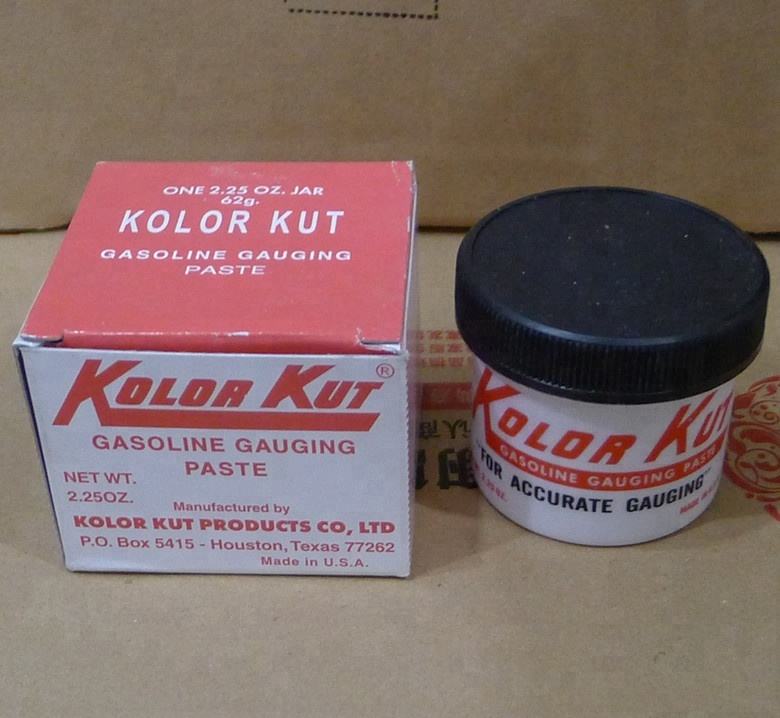 ONE 2.25 OZ. JAR
62g.
KOLOR KUT
GASOLINE GAUGING
PASTE
KOLOR KUT®
GASOLINE GAUGING
PASTE
NET WT.
2.25OZ.
Manufactured by
KOLOR KUT PRODUCTS CO, LTD
P.O. Box 5415 - Houston, Texas 77262
Made in U.S.A.
KOLOR KUT
GASOLINE GAUGING PASTE
"FOR ACCURATE GAUGING"